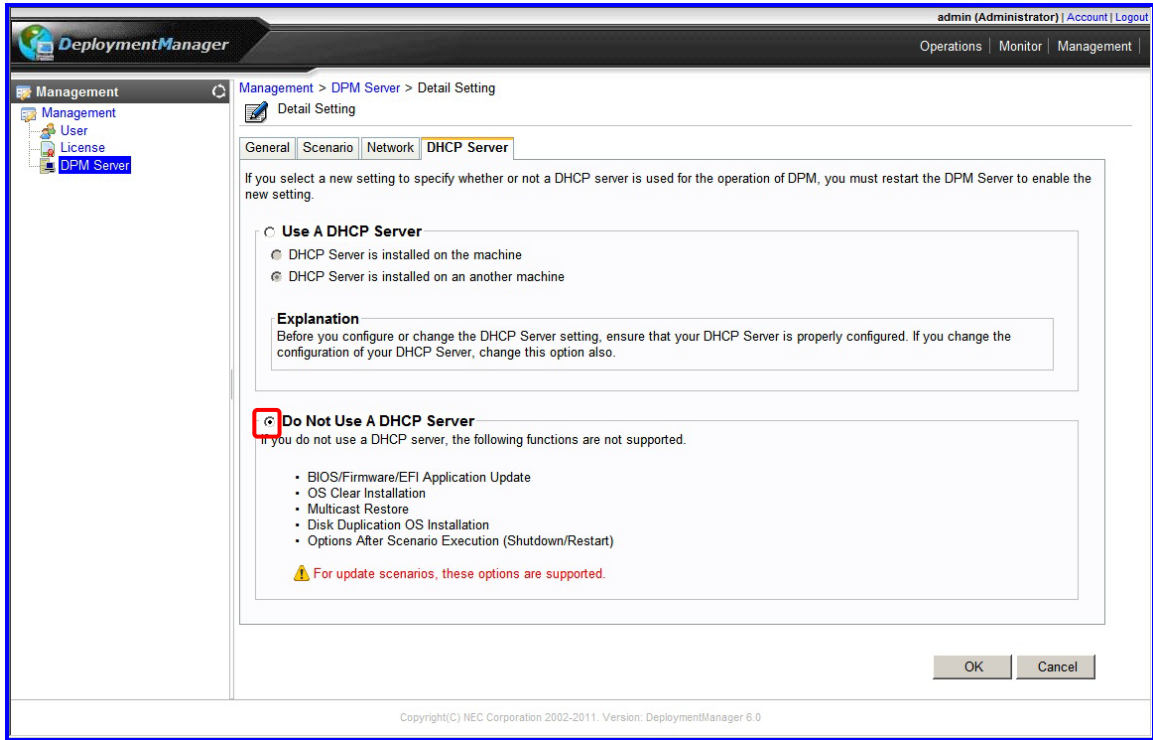 admin (Administrator) | Account | Logout
DeploymentManager
Operations | Monitor | Management |
Management
Management
User
License
DPM Server
Management > DPM Server > Detail Setting
Detail Setting
General Scenario Network DHCP Server
If you select a new setting to specify whether or not a DHCP server is used for the operation of DPM, you must restart the DPM Server to enable the
new setting.
Use A DHCP Server
DHCP Server is installed on the machine
DHCP Server is installed on an another machine
Explanation
Before you configure or change the DHCP Server setting, ensure that your DHCP Server is properly configured. If you change the
configuration of your DHCP Server, change this option also.
Do Not Use A DHCP Server
If you do not use a DHCP server, the following functions are not supported.
• BIOS/Firmware/EFI Application Update
• OS Clear Installation
• Multicast Restore
• Disk Duplication OS Installation
• Options After Scenario Execution (Shutdown/Restart)
For update scenarios, these options are supported.
OK Cancel
Copyright(C) NEC Corporation 2002-2011. Version: DeploymentManager 6.0